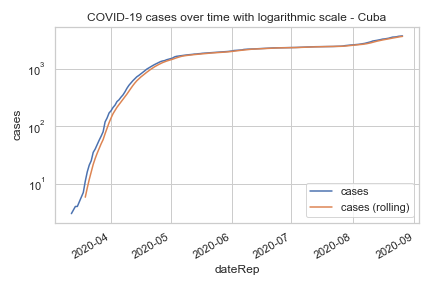 COVID-19 cases over time with logarithmic scale - Cuba
cases
10³
10²
10¹
cases
cases (rolling)
2020-04
2020-05
2020-06
2020-07
2020-08
2020-09
dateRep